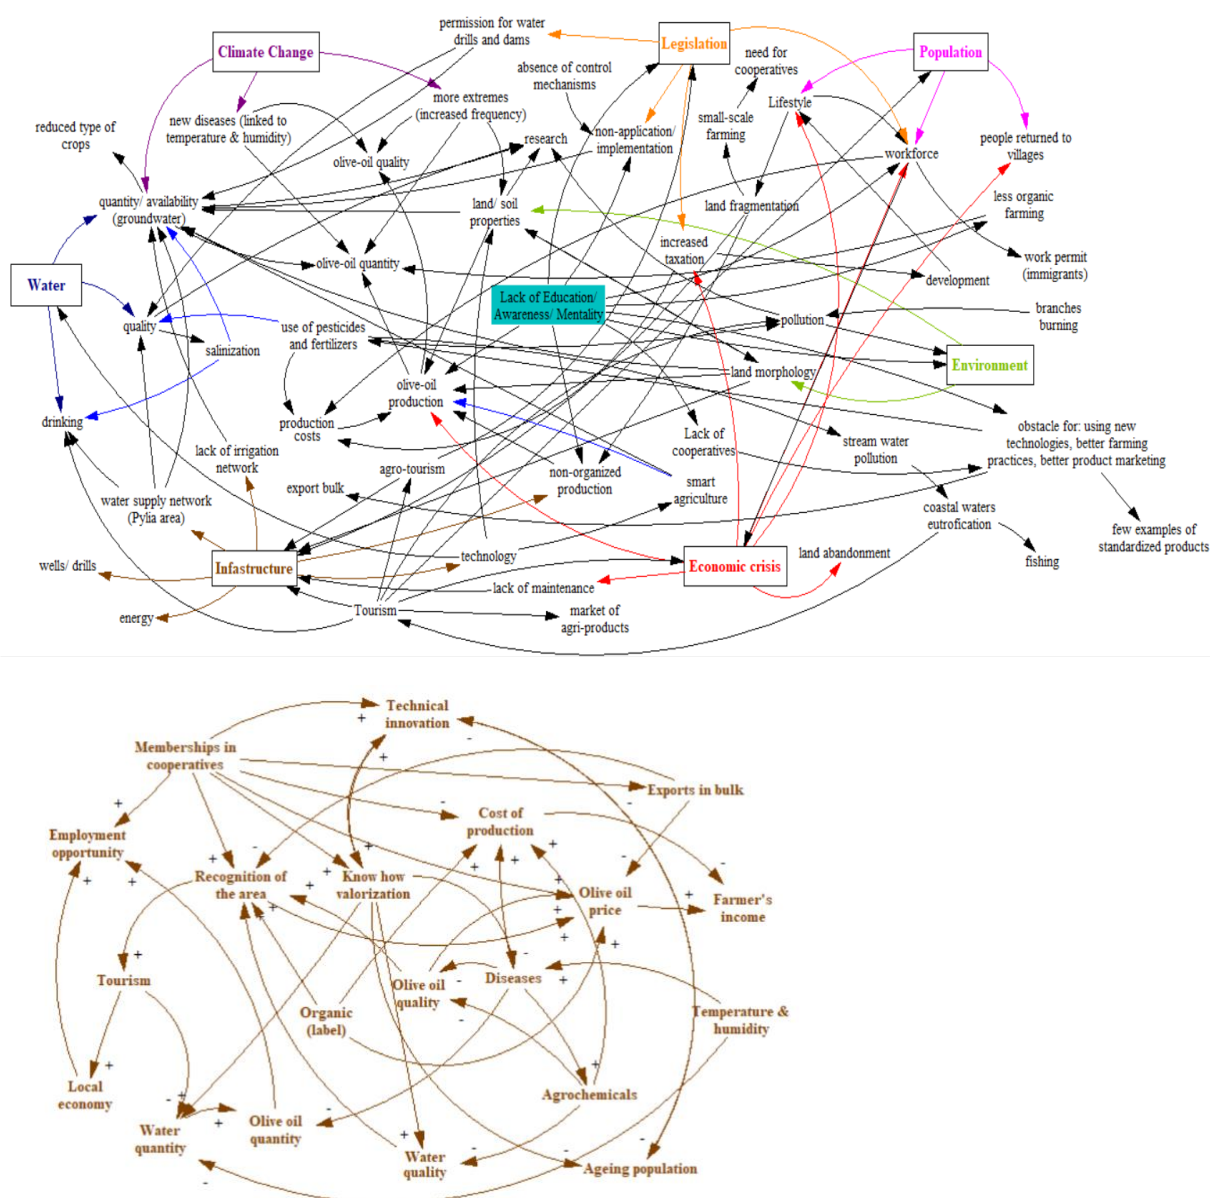 permission for water
drills and dams
Climate Change
Legislation
need for
cooperatives
Population
absence of control
mechanisms
more extremes
(increased frequency)
Lifestyle
new diseases (linked to
temperature & humidity)
small-scale
farming
reduced type of
crops
research
non-application/
implementation
people returned to
villages
olive-oil quality
workforce
quantity/ availability
(groundwater)
land/ soil
properties
land fragmentation
less organic
farming
increased
taxation
olive-oil quantity
work permit
(immigrants)
Water
development
Lack of Education/
Awareness/ Mentality
quality
use of pesticides
and fertilizers
pollution
branches
burning
salinization
Environment
land morphology
olive-oil
production
drinking
production
costs
Lack of
cooperatives
stream water
pollution
obstacle for: using new
technologies, better farming
practices, better product marketing
lack of irrigation
network
agro-tourism
non-organized
production
smart
agriculture
export bulk
water supply network
(Pylia area)
coastal waters
eutrofication
few examples of
standardized products
wells/ drills
Infastructure
technology
Economic crisis
land abandonment
fishing
lack of maintenance
energy
Tourism
market of
agri-products
Technical
innovation
+
-
Memberships in
cooperatives
+
Exports in bulk
+
-
-
Cost of
production
Employment
opportunity
-
+
+
+
+
-
-
Recognition of
the area
+
+
Know how
valorization
+
+
Olive oil
price
+
Farmer's
income
+
+
+
+
+
+
+
-
+
Tourism
Olive oil
quality
-
Diseases
+
Organic
(label)
-
Temperature &
humidity
+
Local
economy
+
Agrochemicals
-
+
Water
quantity
+
Olive oil
quantity
-
+
Water
quality
-
-
Ageing population
-
-